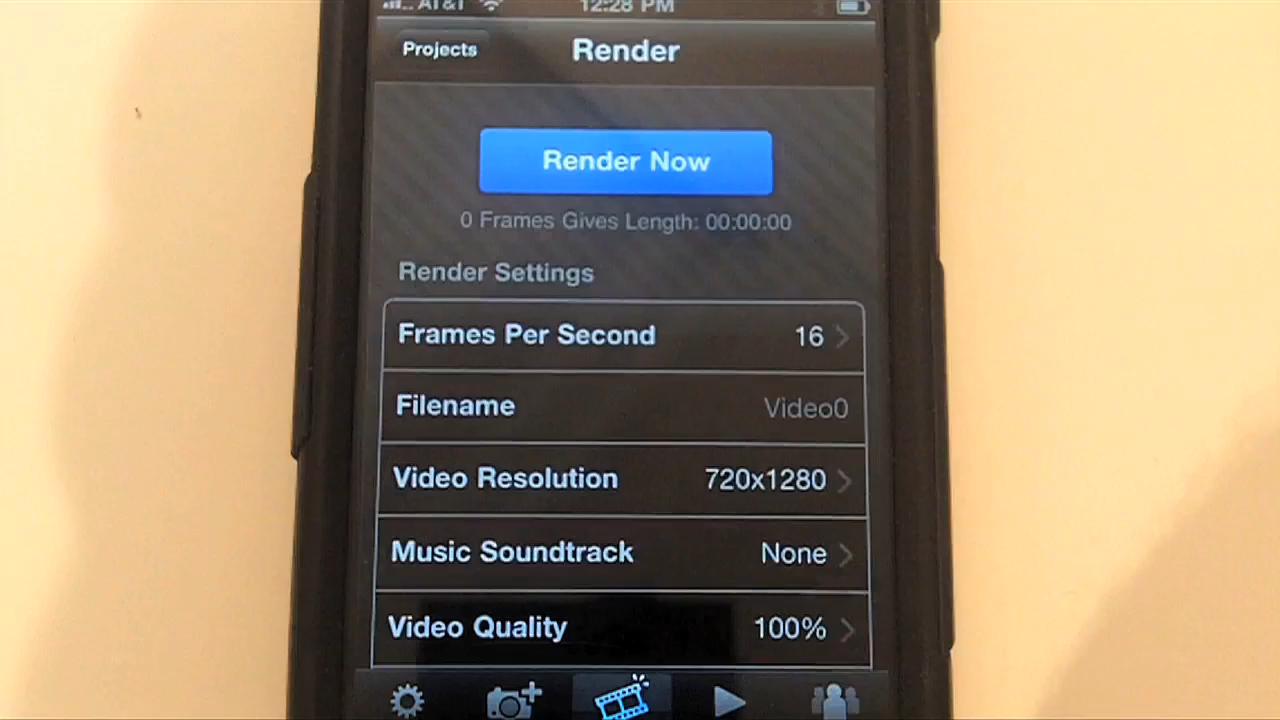 AT&T 12:28 PM
Projects Render
Render Now
0 Frames Gives Length: 00:00:00
Render Settings
Frames Per Second 16
Filename Video0
Video Resolution 720x1280
Music Soundtrack None
Video Quality 100%